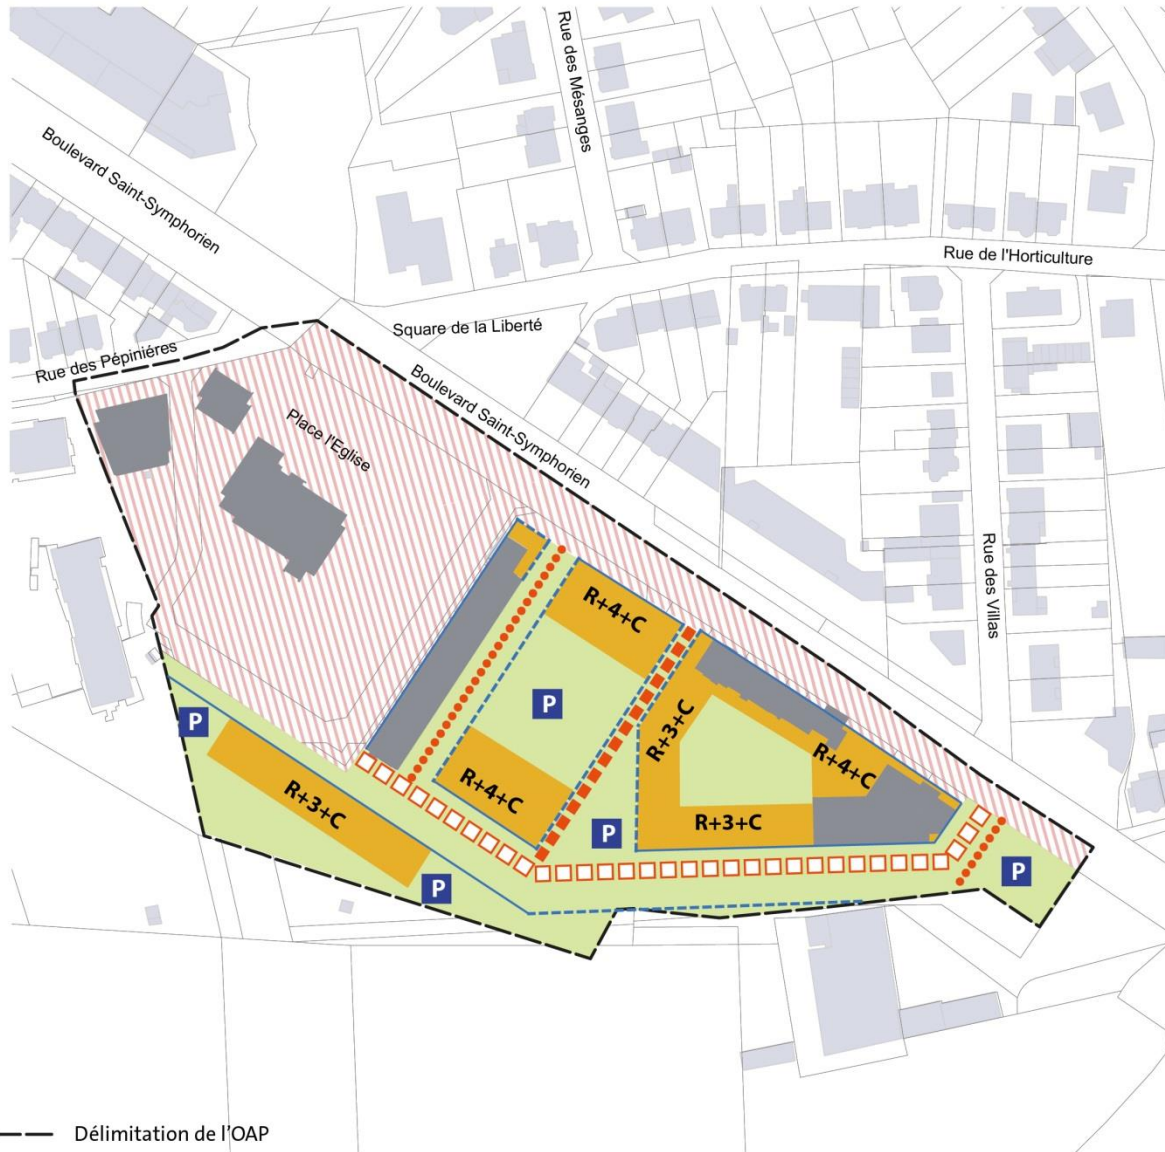 Rue des Mésanges
Boulevard Saint-Symphorien
Rue de l'Horticulture
Square de la Liberté
Rue des Pépinières
Boulevard Saint-Symphorien
Place l'Eglise
Rue des Villas
R+4+C
P
R+3+C
P
R+4+C
R+4+C
R+3+C
R+3+C
P
P
P
Délimitation de l'OAP